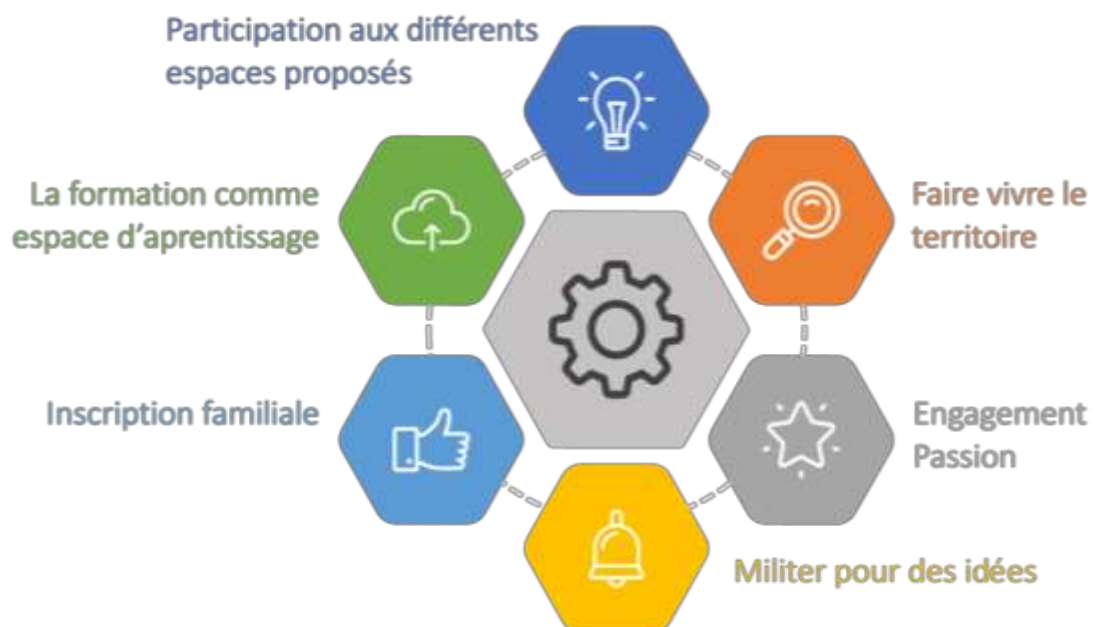 Participation aux différents
espaces proposés
La formation comme
espace d'aprentissage
Faire vivre le
territoire
Inscription familiale
Engagement
Passion
Militer pour des idées